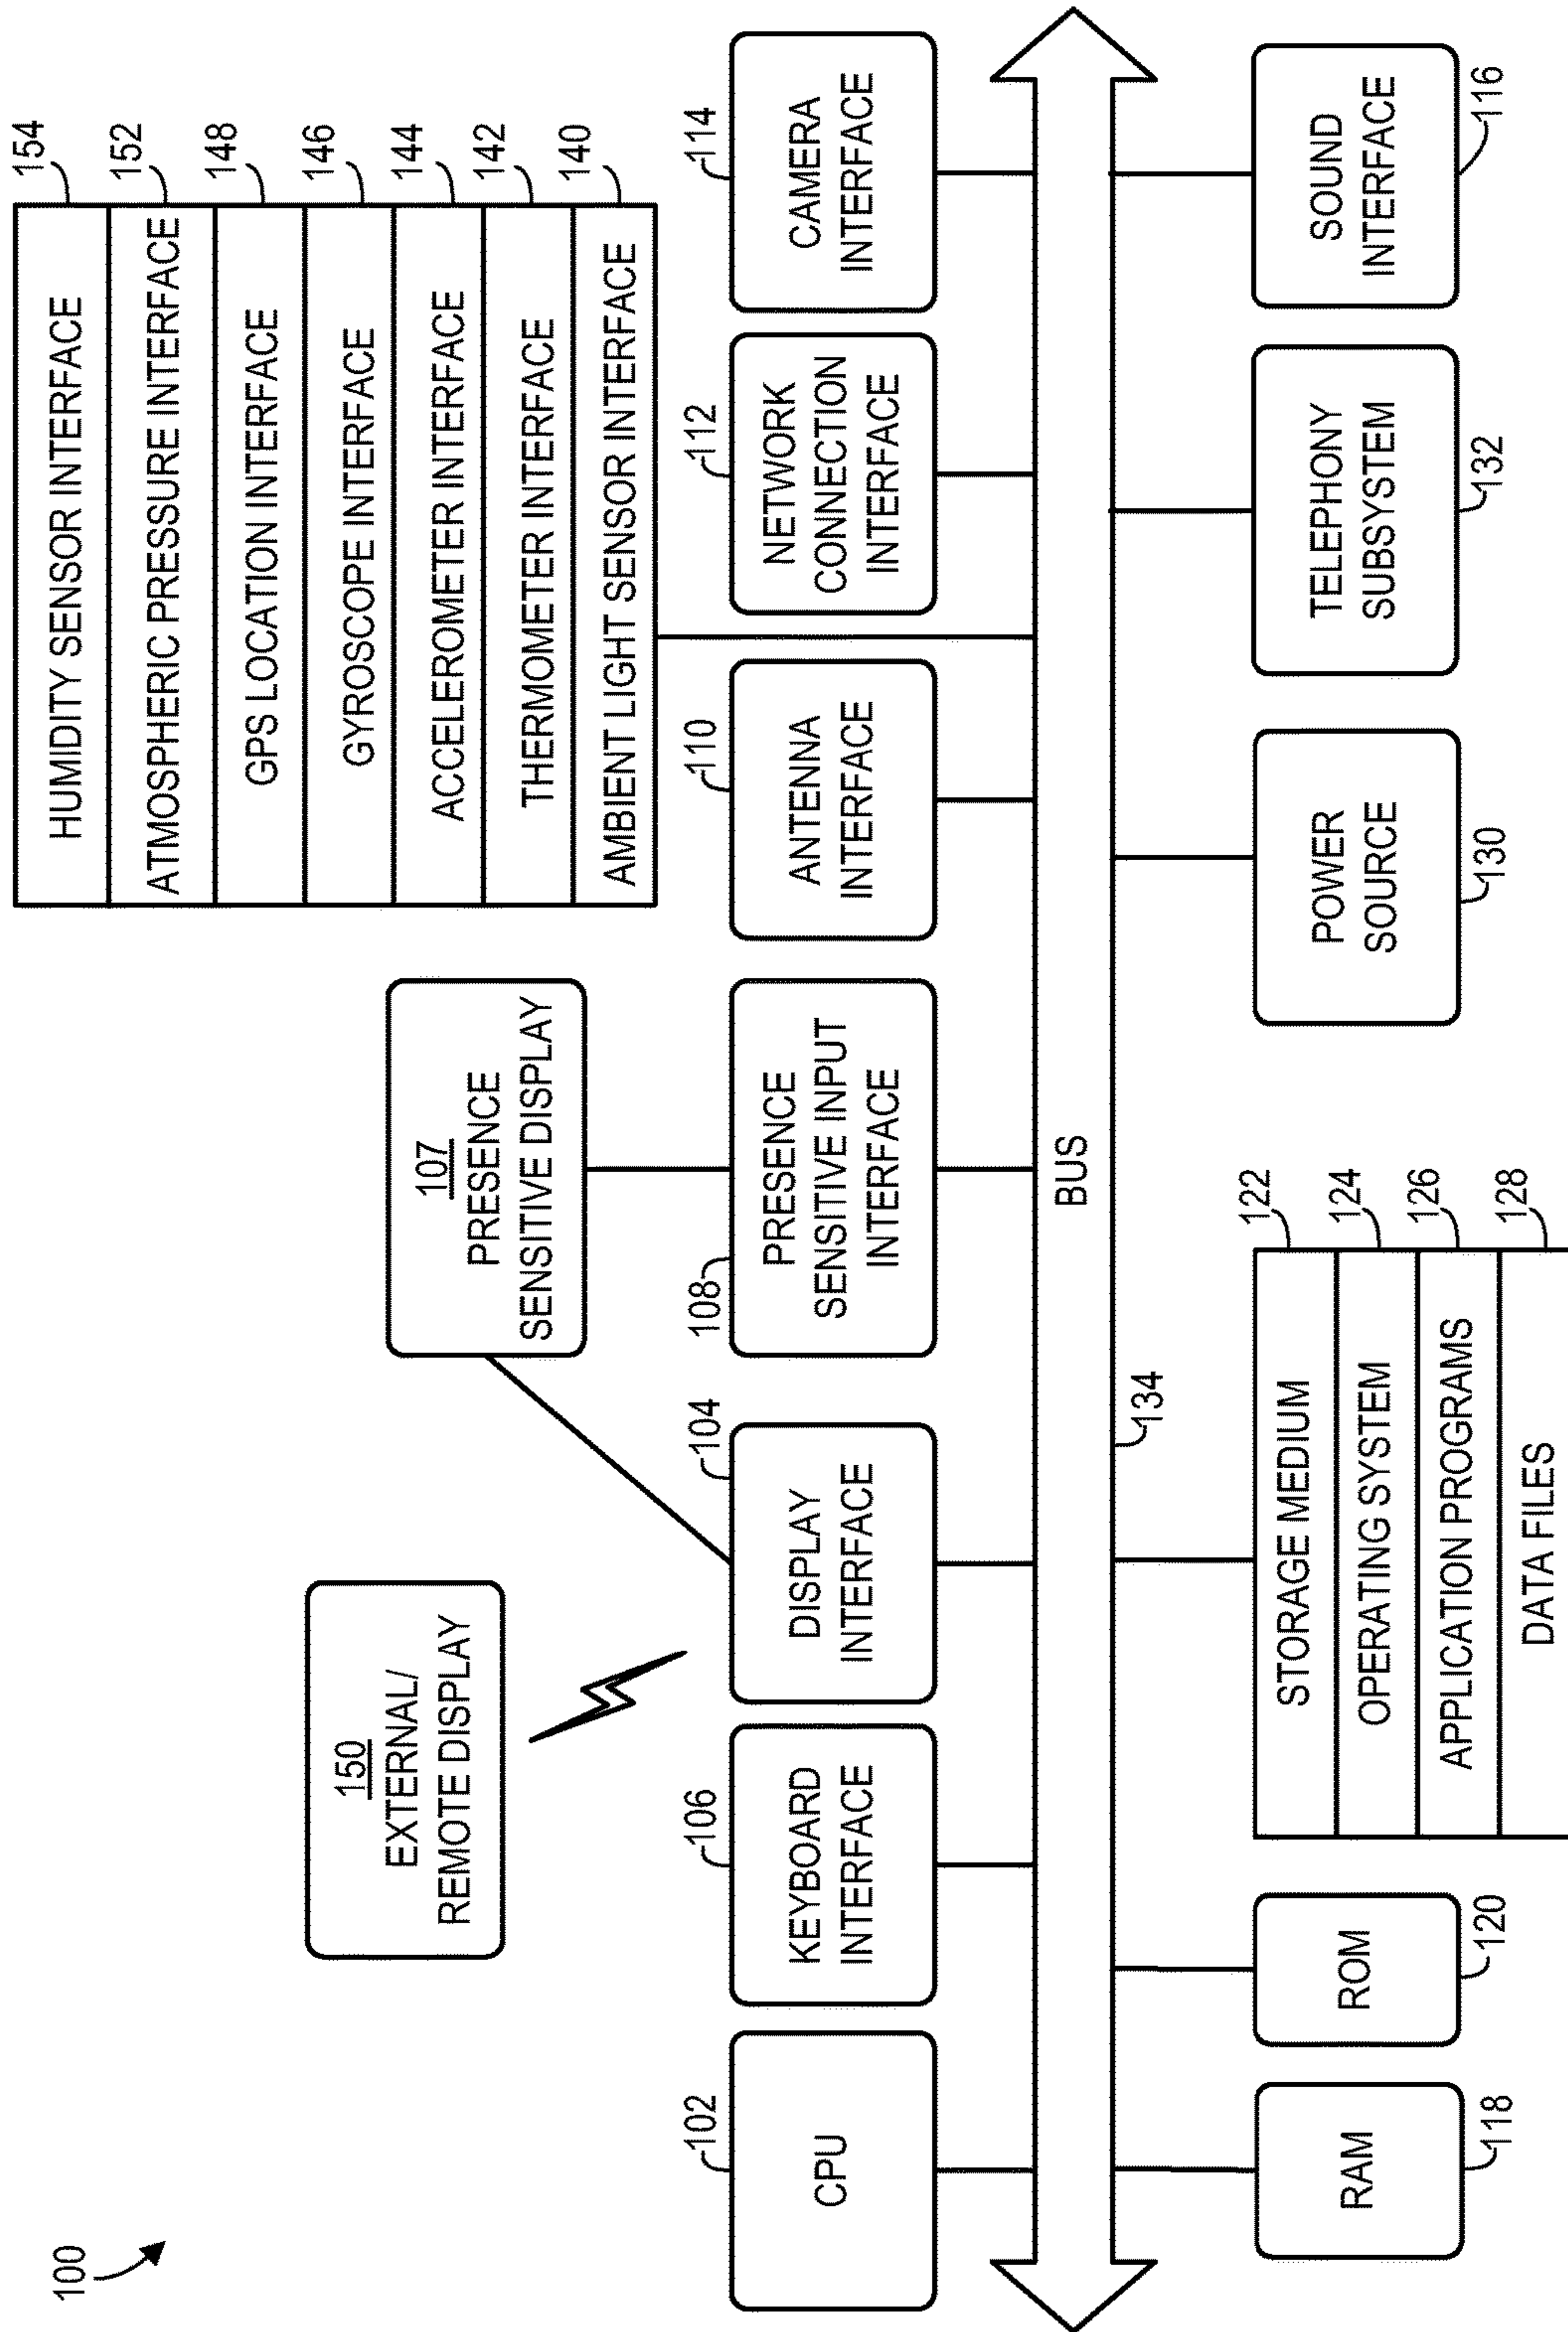 100
150
EXTERNAL/
REMOTE DISPLAY
107
PRESENCE
SENSITIVE DISPLAY
HUMIDITY SENSOR INTERFACE
154
ATMOSPHERIC PRESSURE INTERFACE
152
GPS LOCATION INTERFACE
148
GYROSCOPE INTERFACE
146
ACCELEROMETER INTERFACE
144
THERMOMETER INTERFACE
142
AMBIENT LIGHT SENSOR INTERFACE
140
102
CPU
106
KEYBOARD
INTERFACE
104
DISPLAY
INTERFACE
108
PRESENCE
SENSITIVE INPUT
INTERFACE
110
ANTENNA
INTERFACE
112
NETWORK
CONNECTION
INTERFACE
114
CAMERA
INTERFACE
BUS
134
RAM
118
ROM
120
STORAGE MEDIUM
122
OPERATING SYSTEM
124
APPLICATION PROGRAMS
126
DATA FILES
128
POWER
SOURCE
130
TELEPHONY
SUBSYSTEM
132
SOUND
INTERFACE
116